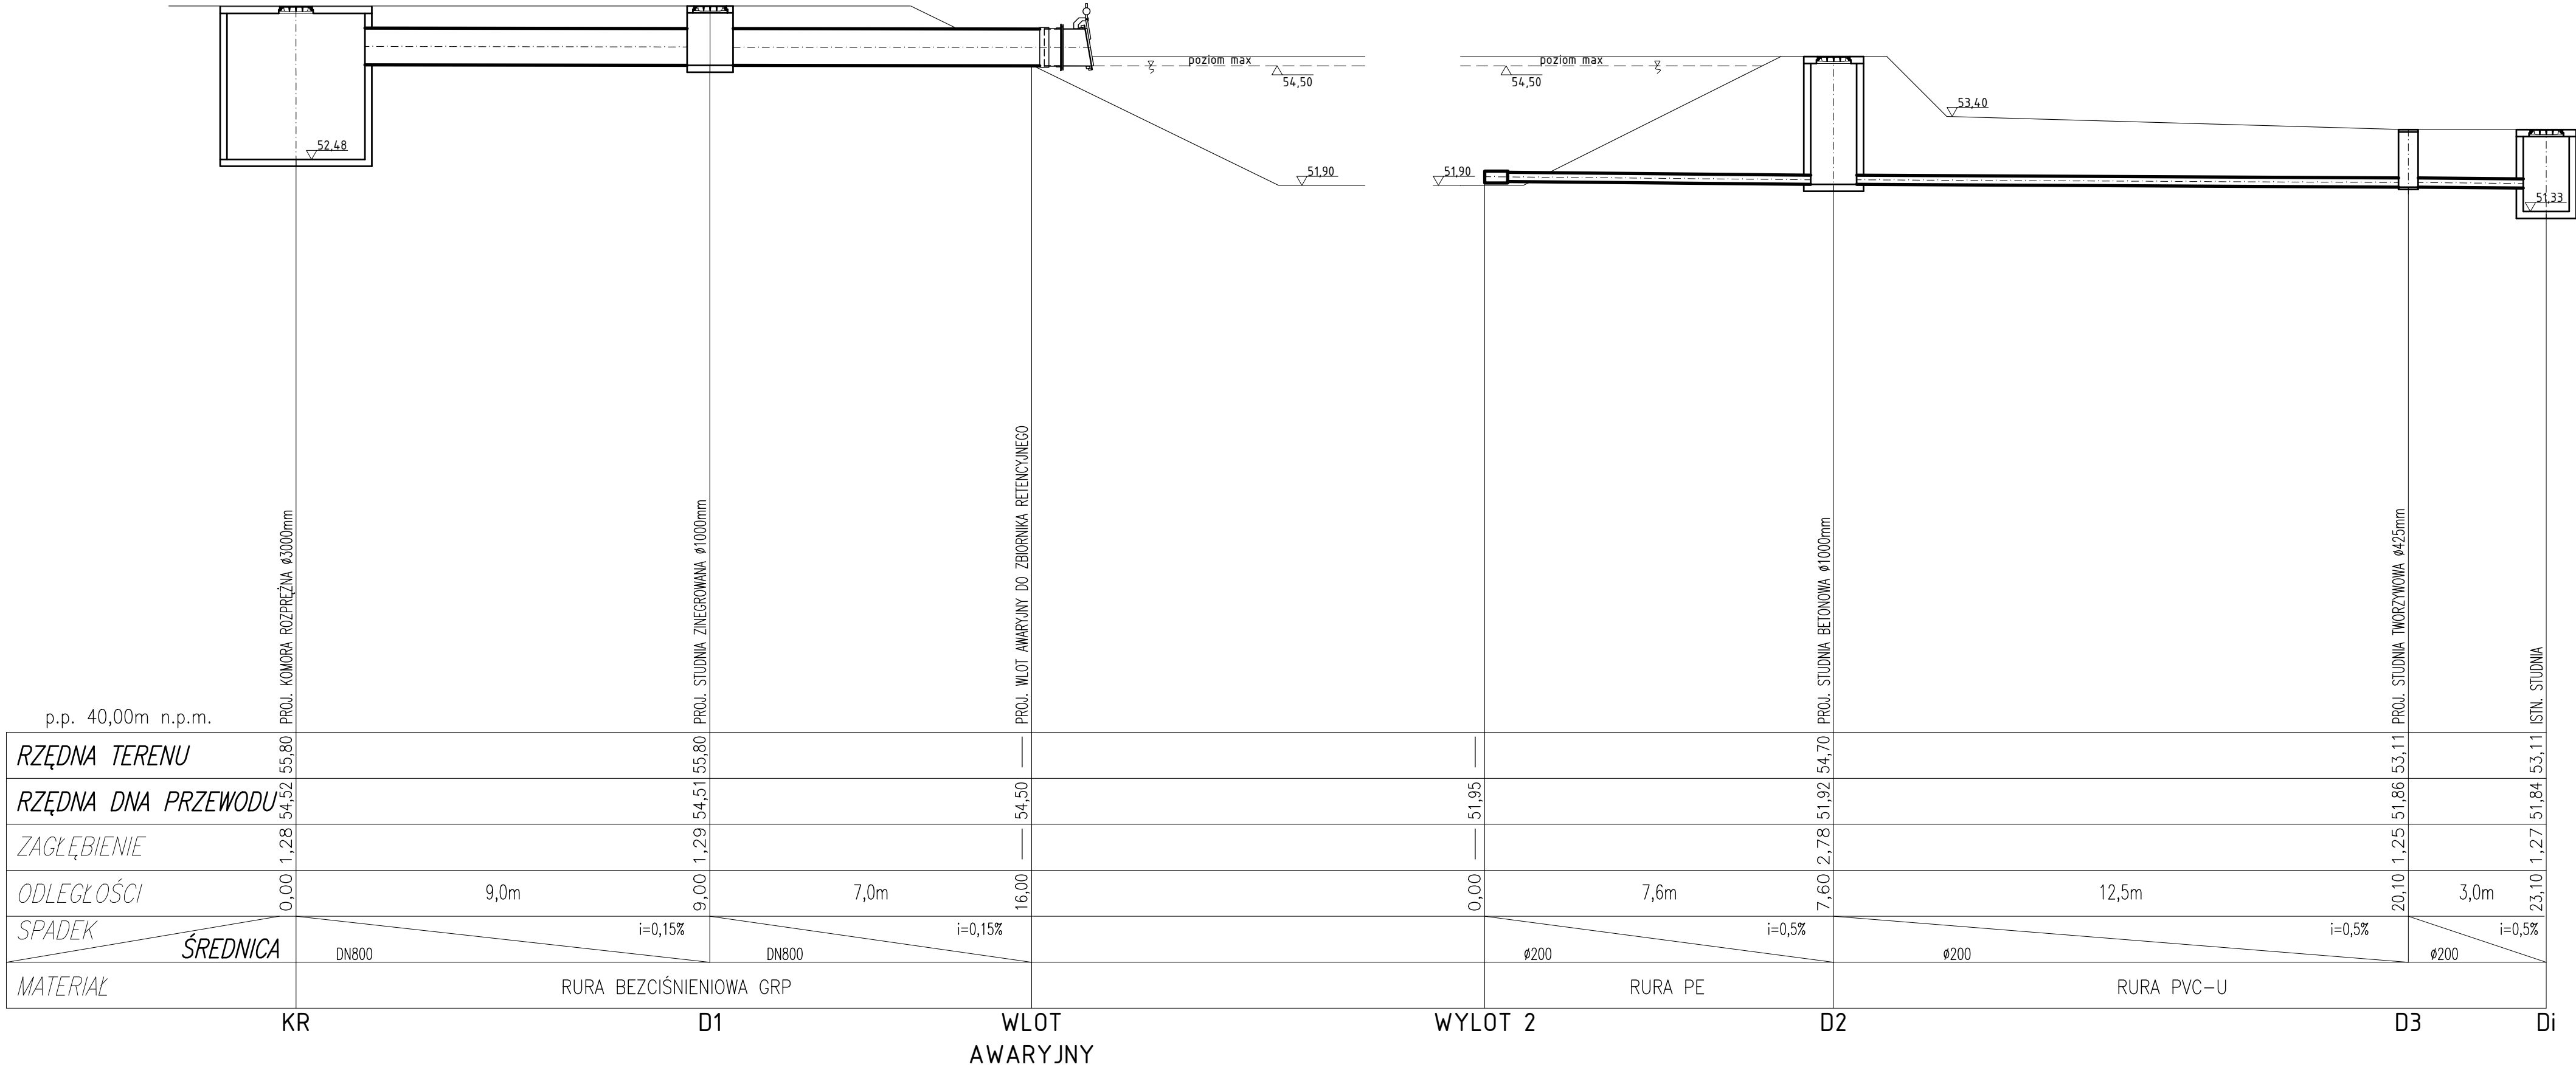 poziom max
54,50
poziom max
54,50
52,48
51,90
51,90
53,40
51,33
PROJ. KOMORA ROZPRĘŻNA ø3000mm
PROJ. STUDNIA ZINEGROWANA ø1000mm
PROJ. WLOT AWARYJNY DO ZBIORNIKA RETENCYJNEGO
PROJ. STUDNIA BETONOWA ø1000mm
PROJ. STUDNIA TWORZYWOWA ø425mm
ISTN. STUDNIA
p.p. 40,00m n.p.m.
RZĘDNA TERENU 55,80 55,80 — — 54,70 53,11 53,11
RZĘDNA DNA PRZEWODU 54,52 54,51 54,50 51,95 51,92 51,86 51,84
ZAGŁĘBIENIE 1,28 1,29 — — 2,78 1,25 1,27
ODLEGŁOŚCI 0,00 9,0m 9,00 7,0m 16,00 0,00 7,6m 7,60 12,5m 20,10 3,0m 23,10
SPADEK i=0,15% i=0,15% i=0,5% i=0,5% i=0,5%
ŚREDNICA DN800 DN800 ø200 ø200 ø200
MATERIAŁ RURA BEZCIŚNIENIOWA GRP RURA PE RURA PVC-U
KR D1 WLOT WYLOT 2 D2 D3 Di
AWARYJNY